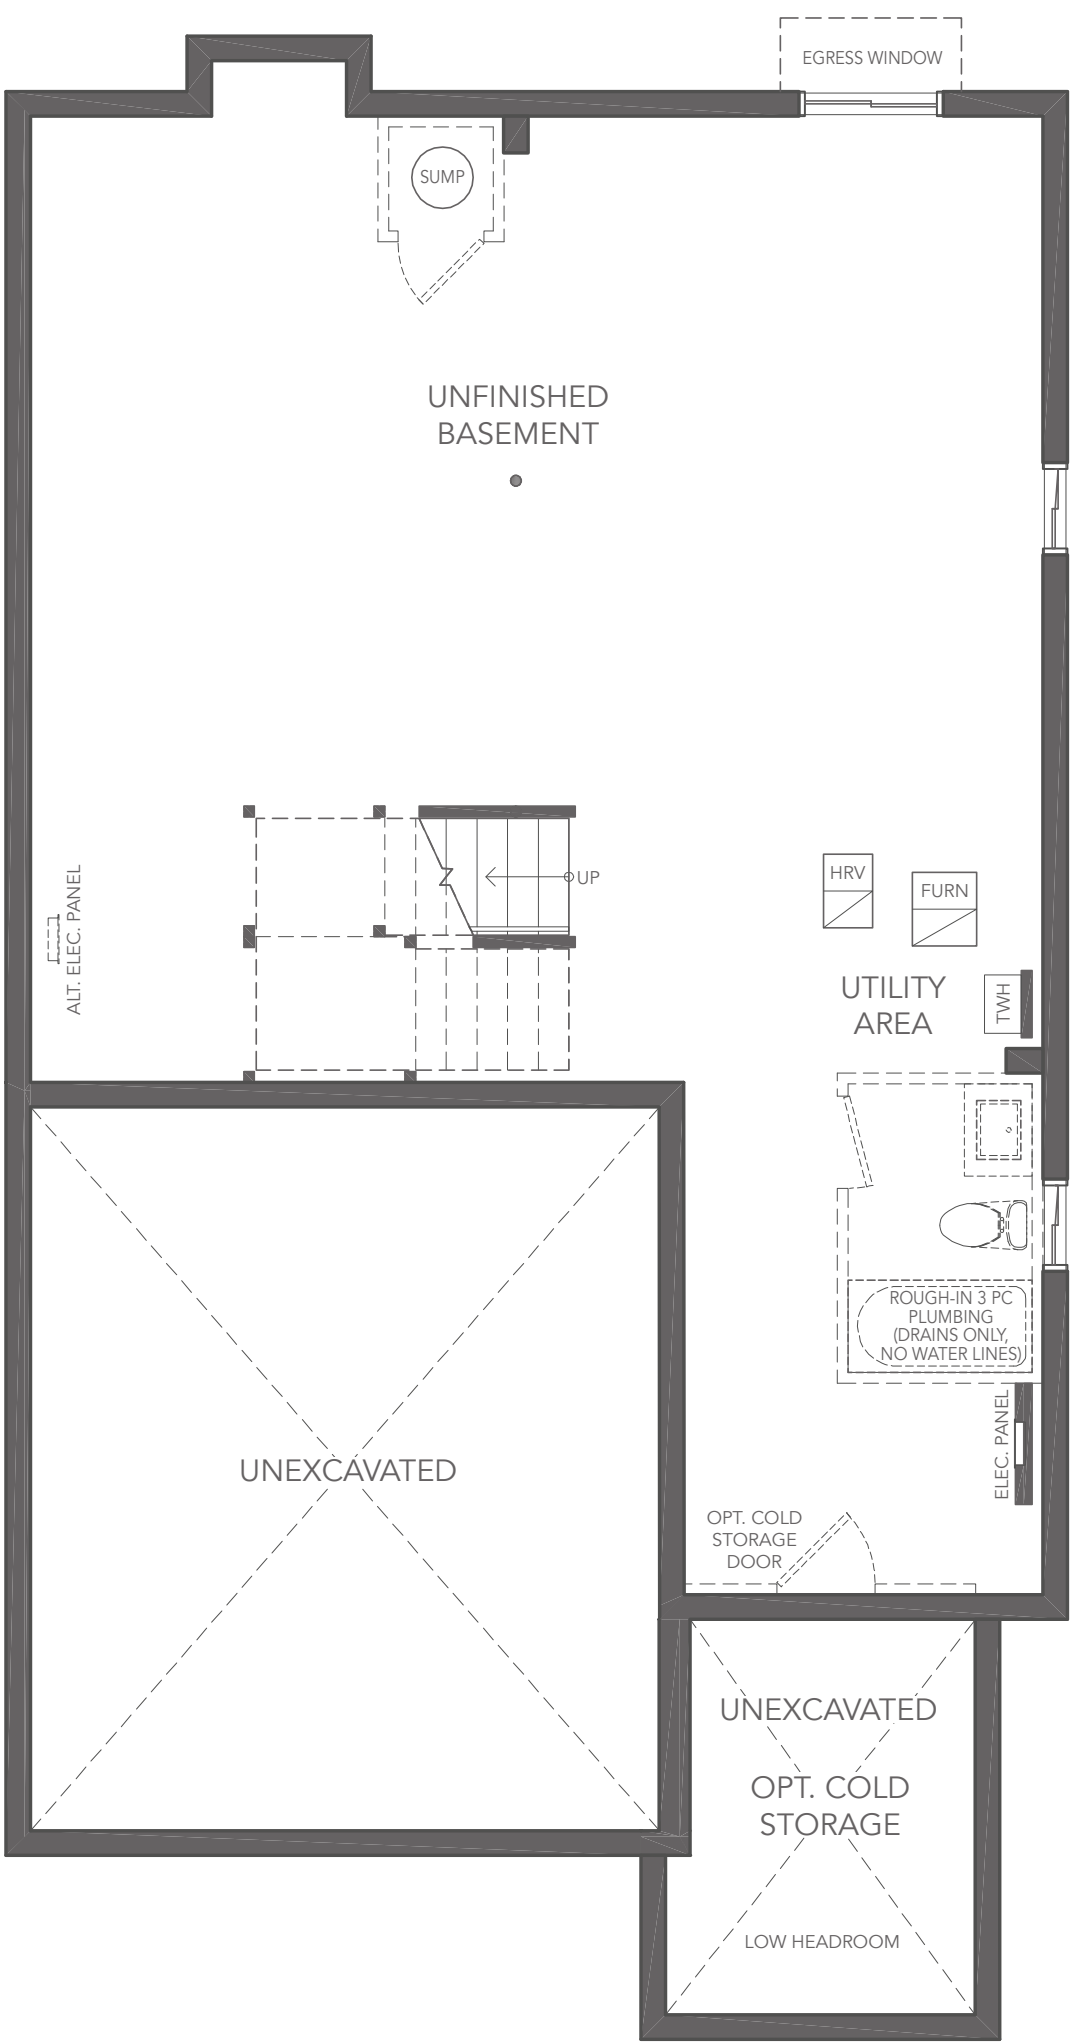 EGRESS WINDOW
SUMP
UNFINISHED
BASEMENT
UP
HRV
FURN
ALT. ELEC. PANEL
UTILITY
AREA
TWH
ROUGH-IN 3 PC
PLUMBING
(DRAINS ONLY,
NO WATER LINES)
ELEC. PANEL
UNEXCAVATED
OPT. COLD
STORAGE
DOOR
UNEXCAVATED
OPT. COLD
STORAGE
LOW HEADROOM